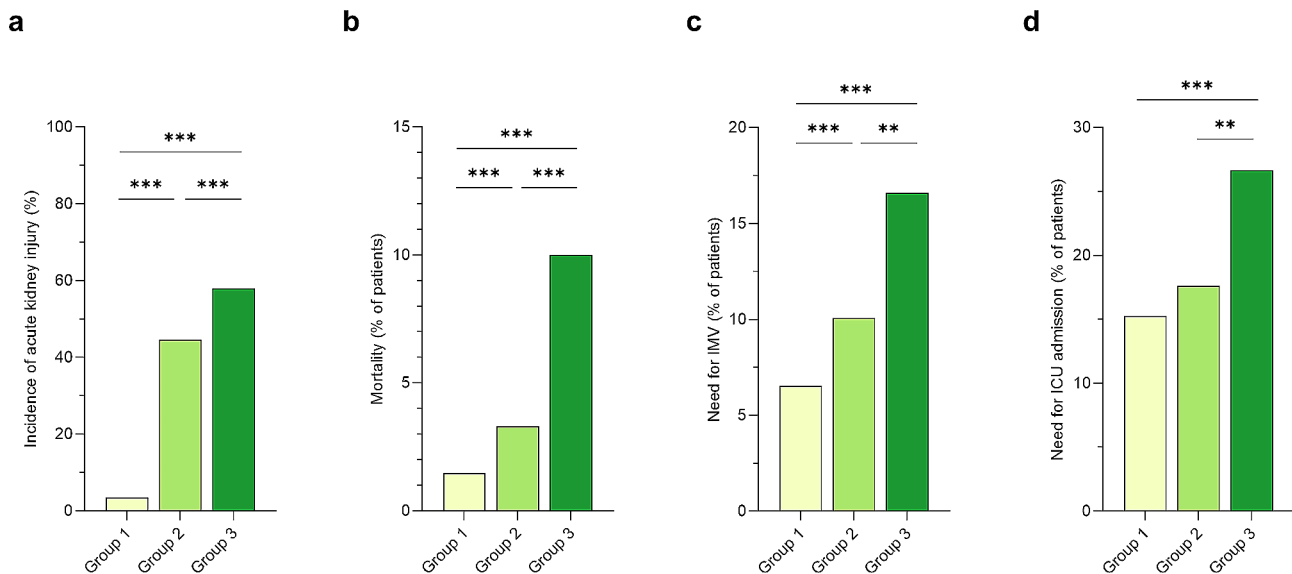 a
Incidence of acute kidney injury (%)
100
80
60
40
20
0
***
***
***
Group 1
Group 2
Group 3
b
Mortality (% of patients)
15
10
5
0
***
***
***
Group 1
Group 2
Group 3
c
Need for IMV (% of patients)
20
15
10
5
0
***
***
**
Group 1
Group 2
Group 3
d
Need for ICU admission (% of patients)
30
20
10
0
***
**
Group 1
Group 2
Group 3